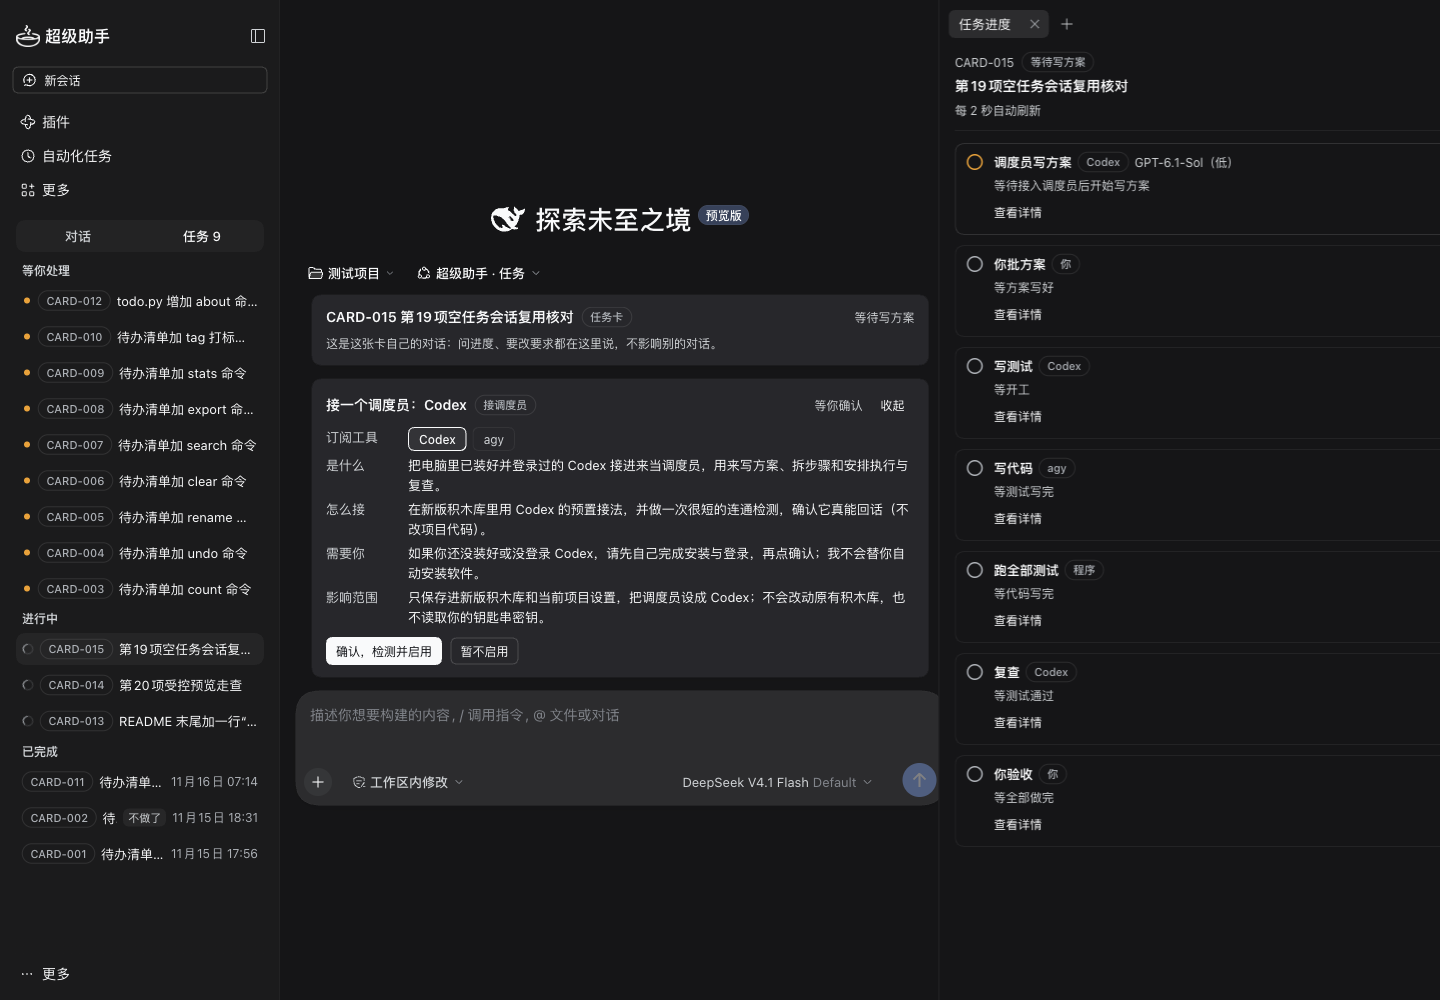 超级助手
新会话
插件
自动化任务
更多
对话 任务 9
等你处理
CARD-012 todo.py 增加 about 命...
CARD-010 待办清单加 tag 打标...
CARD-009 待办清单加 stats 命令
CARD-008 待办清单加 export 命...
CARD-007 待办清单加 search 命令
CARD-006 待办清单加 clear 命令
CARD-005 待办清单加 rename ...
CARD-004 待办清单加 undo 命令
CARD-003 待办清单加 count 命令
进行中
CARD-015 第19项空任务会话复...
CARD-014 第20项受控预览走查
CARD-013 README 末尾加一行“...
已完成
CARD-011 待办清单... 11月16日 07:14
CARD-002 待 不做了 11月15日 18:31
CARD-001 待办清单... 11月15日 17:56
... 更多
探索未至之境 预览版
测试项目 超级助手 · 任务
CARD-015 第19项空任务会话复用核对 任务卡 等待写方案
这是这张卡自己的对话：问进度、要改要求都在这里说，不影响别的对话。
接一个调度员：Codex 接调度员 等你确认 收起
订阅工具 Codex agy
是什么 把电脑里已装好并登录过的 Codex 接进来当调度员，用来写方案、拆步骤和安排执行与
复查。
怎么接 在新版积木库里用 Codex 的预置接法，并做一次很短的连通检测，确认它真能回话（不
改项目代码）。
需要你 如果你还没装好或没登录 Codex，请先自己完成安装与登录，再点确认；我不会替你自
动安装软件。
影响范围 只保存进新版积木库和当前项目设置，把调度员设成 Codex；不会改动原有积木库，也
不读取你的钥匙串密钥。
确认，检测并启用 暂不启用
描述你想要构建的内容, / 调用指令, @ 文件或对话
工作区内修改 DeepSeek V4.1 Flash Default
任务进度
CARD-015 等待写方案
第19项空任务会话复用核对
每 2 秒自动刷新
调度员写方案 Codex GPT-6.1-Sol（低）
等待接入调度员后开始写方案
查看详情
你批方案 你
等方案写好
查看详情
写测试 Codex
等开工
查看详情
写代码 agy
等测试写完
查看详情
跑全部测试 程序
等代码写完
查看详情
复查 Codex
等测试通过
查看详情
你验收 你
等全部做完
查看详情